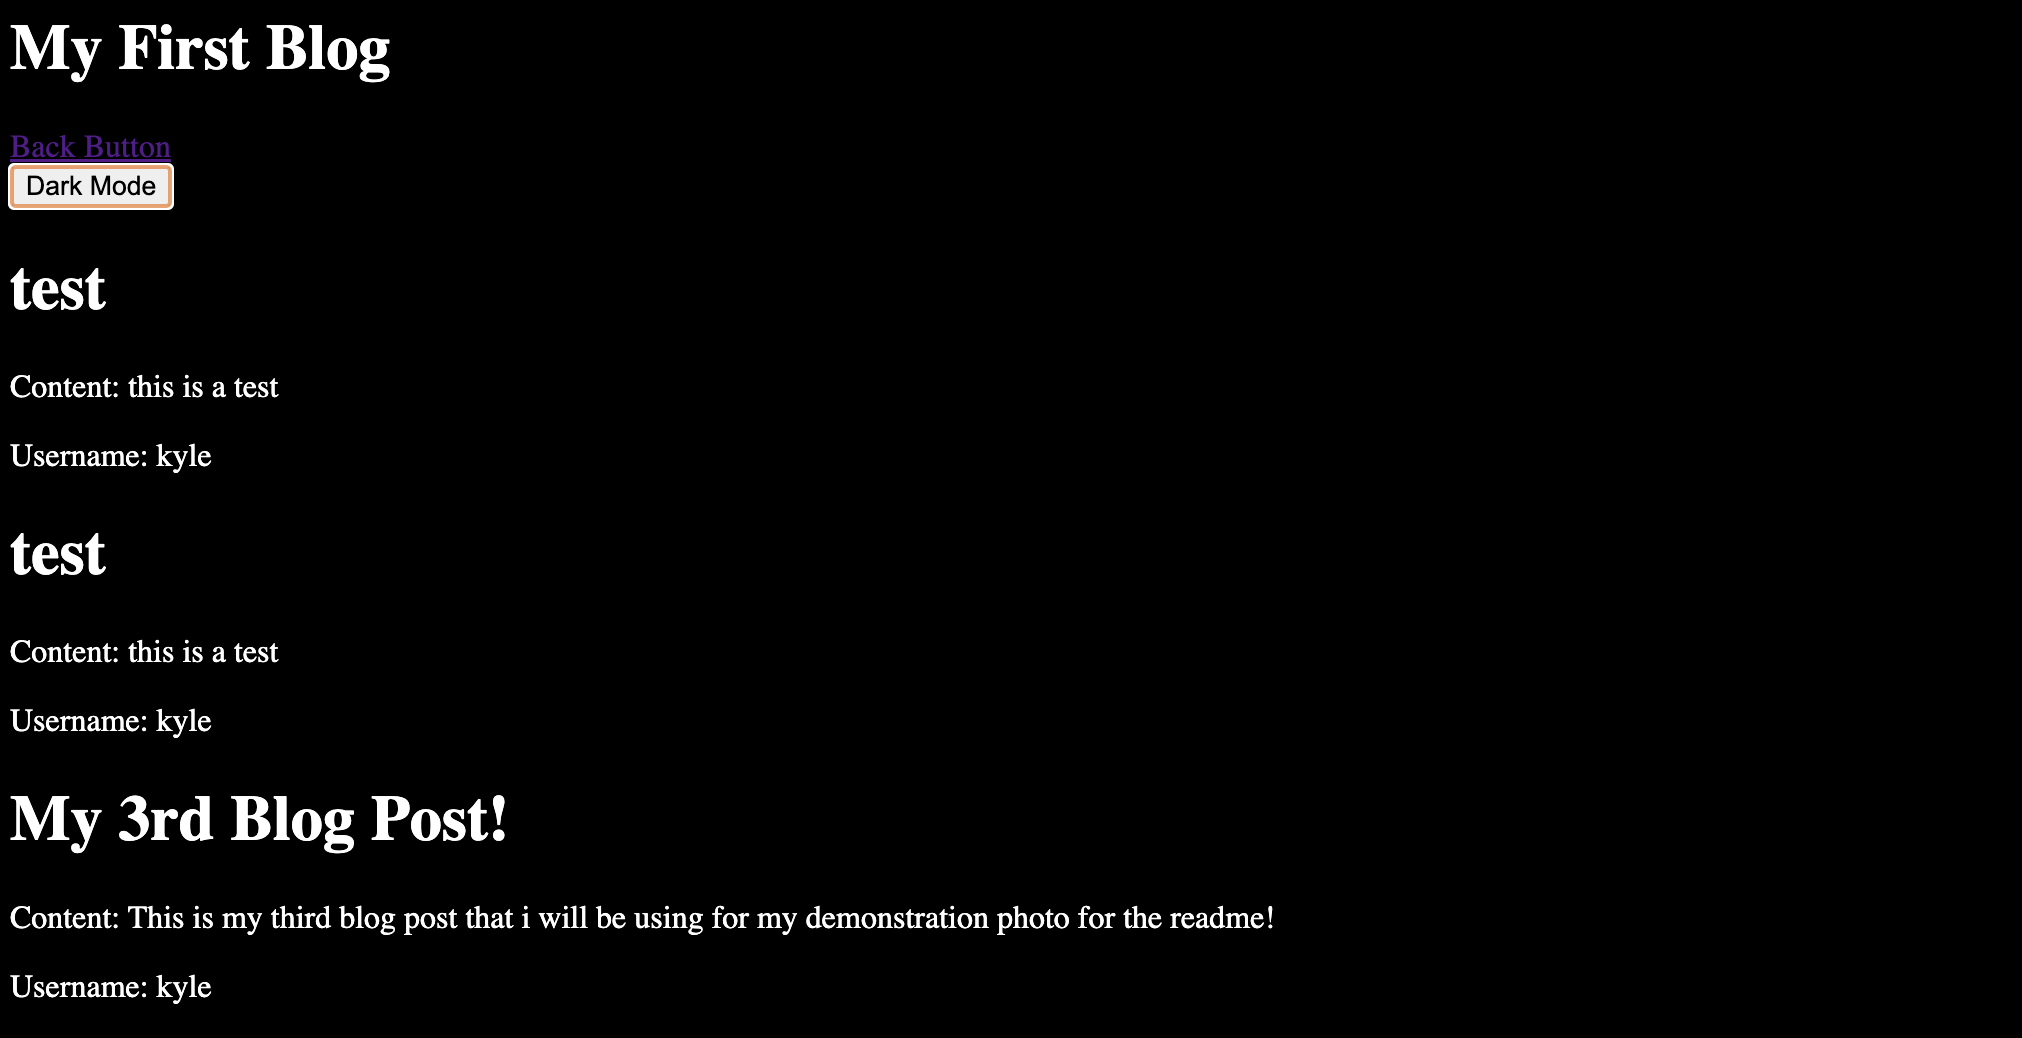 My First Blog
Back Button
Dark Mode
test
Content: this is a test
Username: kyle
test
Content: this is a test
Username: kyle
My 3rd Blog Post!
Content: This is my third blog post that i will be using for my demonstration photo for the readme!
Username: kyle